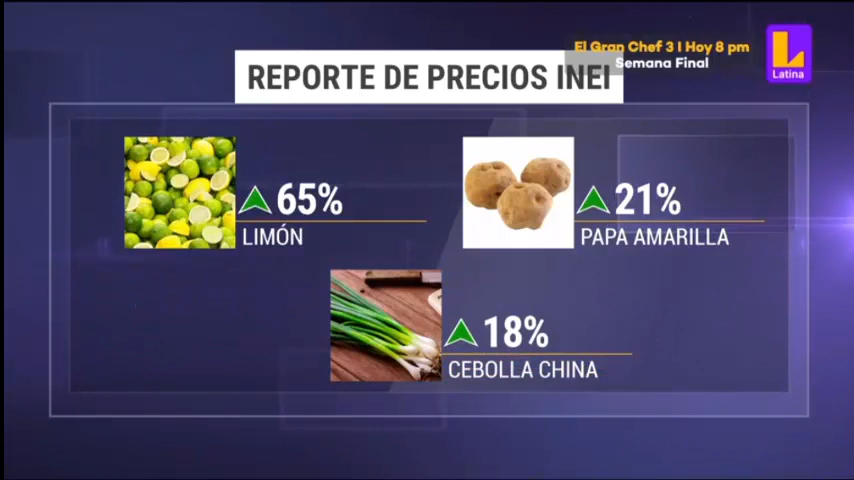 El Gran Chef 3 I Hoy 8 pm
Semana Final
Latina
REPORTE DE PRECIOS INEI
65%
LIMÓN
21%
PAPA AMARILLA
18%
CEBOLLA CHINA